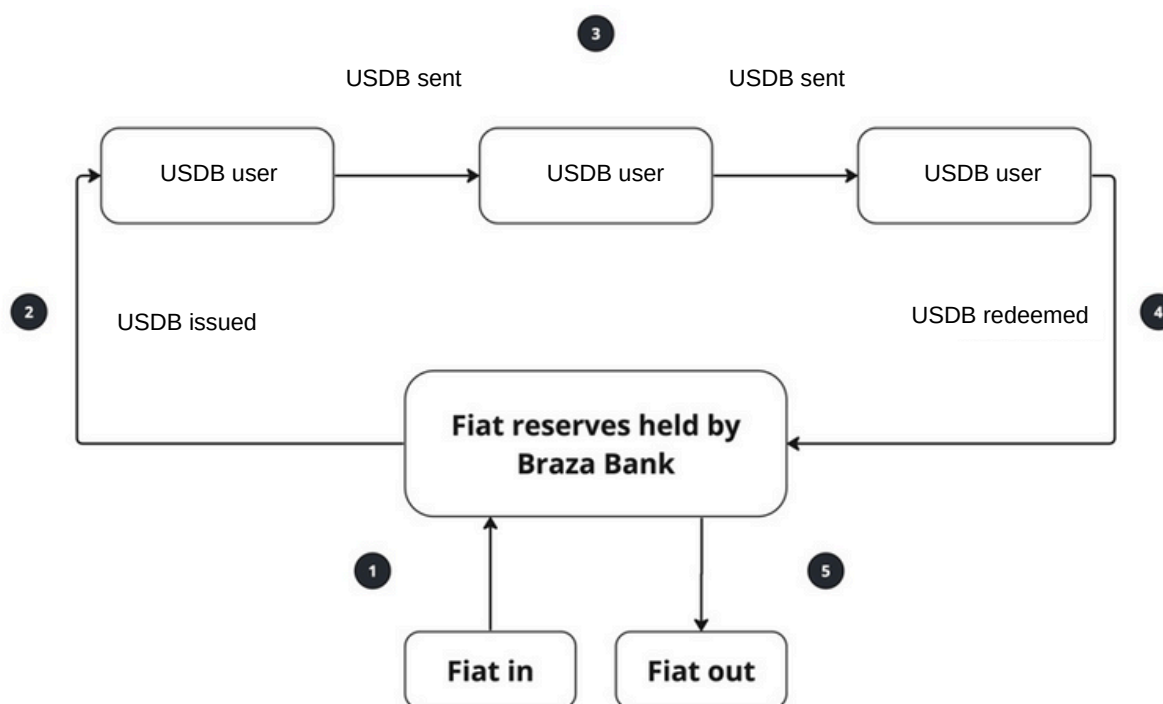 3
USDB sent
USDB sent
USDB user
USDB user
USDB user
2
USDB issued
USDB redeemed
4
Fiat reserves held by
Braza Bank
1
5
Fiat in
Fiat out